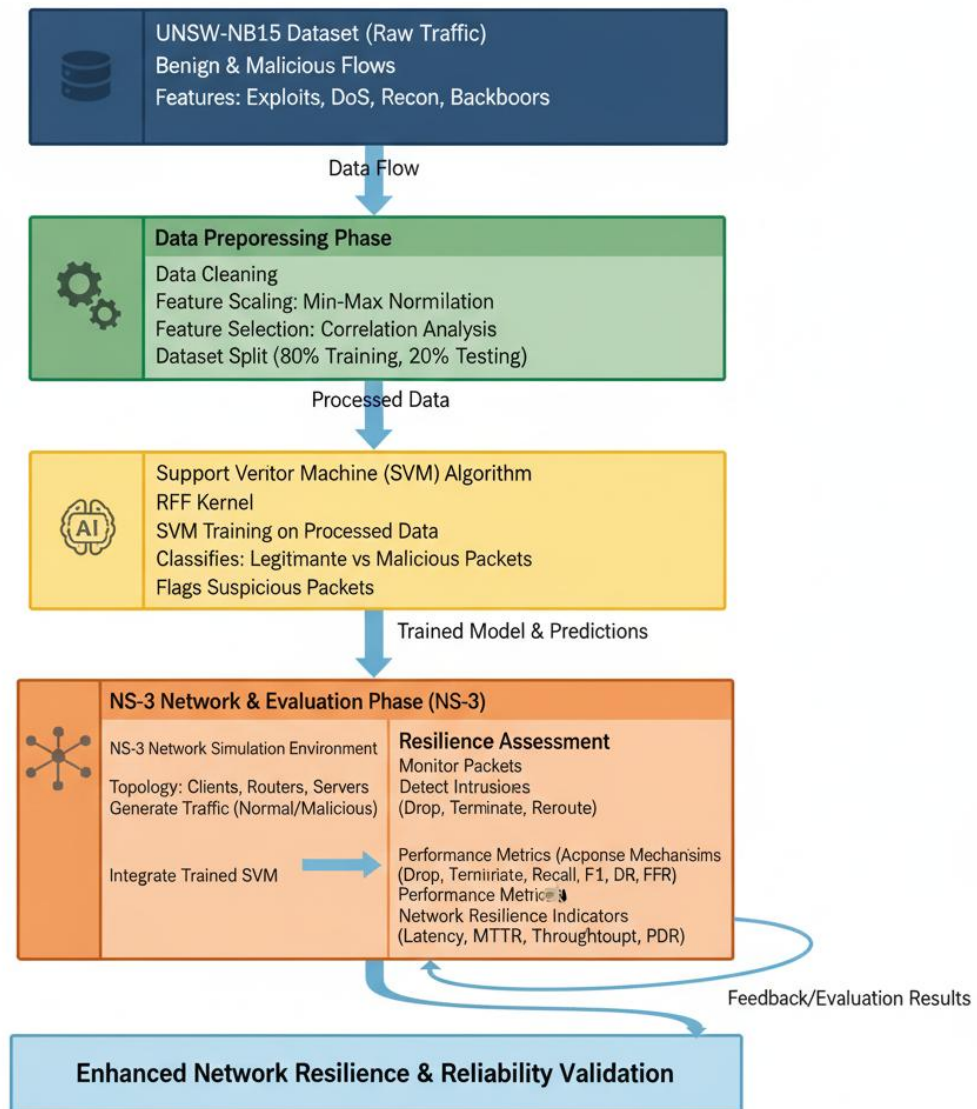 UNSW-NB15 Dataset (Raw Traffic)
Benign & Malicious Flows
Features: Exploits, DoS, Recon, Backboors
Data Flow
Data Preporessing Phase
Data Cleaning
Feature Scaling: Min-Max Normilation
Feature Selection: Correlation Analysis
Dataset Split (80% Training, 20% Testing)
Processed Data
AI
Support Veritor Machine (SVM) Algorithm
RFF Kernel
SVM Training on Processed Data
Classifies: Legitmante vs Malicious Packets
Flags Suspicious Packets
Trained Model & Predictions
NS-3 Network & Evaluation Phase (NS-3)
NS-3 Network Simulation Environment
Topology: Clients, Routers, Servers
Generate Traffic (Normal/Malicious)
Integrate Trained SVM
Resilience Assessment
Monitor Packets
Detect Intrusioıes
(Drop, Terminate, Reroute)
Performance Metrics (Acponse Mechanisims
(Drop, Terminate, Recall, F1, DR, FFR)
Performance Metric
Network Resilience Indicators
(Latency, MTTR, Throughtoupt, PDR)
Feedback/Evaluation Results
Enhanced Network Resilience & Reliability Validation